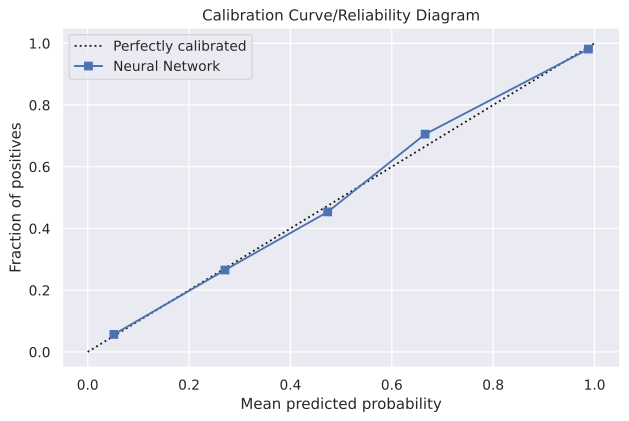 Calibration Curve/Reliability Diagram
Perfectly calibrated
Neural Network
Fraction of positives
1.0
0.8
0.6
0.4
0.2
0.0
0.0 0.2 0.4 0.6 0.8 1.0
Mean predicted probability